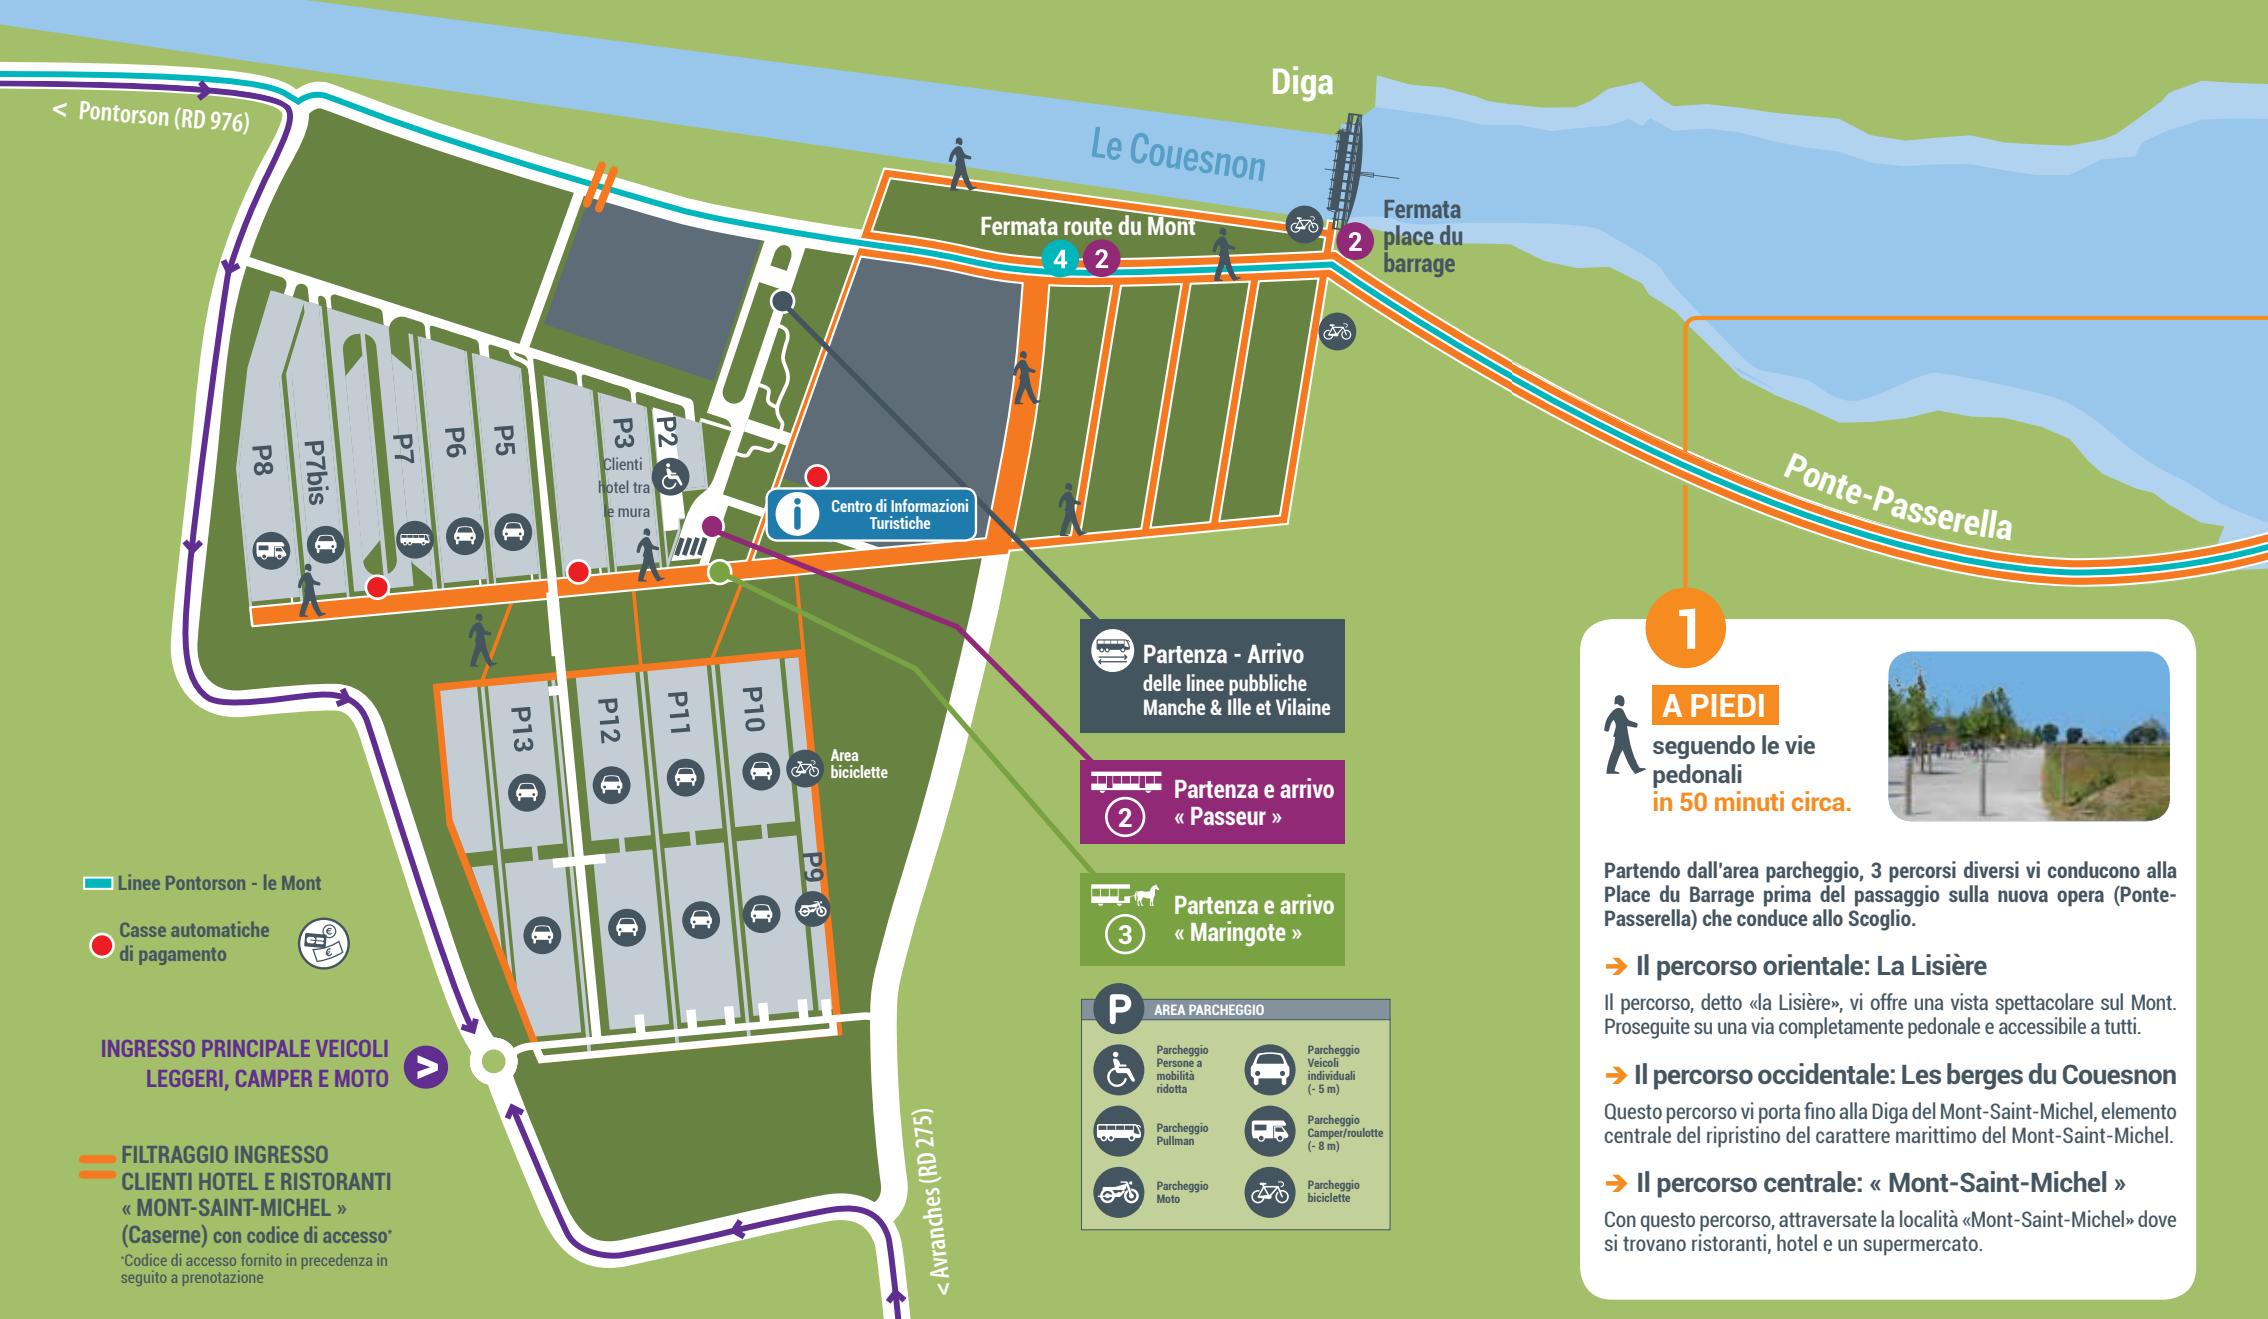 Diga
< Pontorson (RD 976)
Le Couesnon
Fermata route du Mont
4
2
2
Fermata
place du
barrage
P8
P7bis
P7
P6
P5
P3
P2
Clienti
hotel tra
le mura
i
Centro di Informazioni
Turistiche
Ponte-Passerella
Partenza - Arrivo
delle linee pubbliche
Manche & Ille et Vilaine
Partenza e arrivo
« Passeur »
2
Partenza e arrivo
« Maringote »
3
P13
P12
P11
P10
P9
Area
biciclette
Linee Pontorson - le Mont
Casse automatiche
di pagamento
INGRESSO PRINCIPALE VEICOLI
LEGGERI, CAMPER E MOTO
>
FILTRAGGIO INGRESSO
CLIENTI HOTEL E RISTORANTI
« MONT-SAINT-MICHEL »
(Caserne) con codice di accesso*
*Codice di accesso fornito in precedenza in
seguito a prenotazione
< Avranches (RD 275)
P
AREA PARCHEGGIO
Parcheggio
Persone a
mobilità
ridotta
Parcheggio
Veicoli
individuali
(- 5 m)
Parcheggio
Pullman
Parcheggio
Camper/roulotte
(- 8 m)
Parcheggio
Moto
Parcheggio
biciclette
1
A PIEDI
seguendo le vie
pedonali
in 50 minuti circa.
Partendo dall'area parcheggio, 3 percorsi diversi vi conducono alla
Place du Barrage prima del passaggio sulla nuova opera (Ponte-
Passerella) che conduce allo Scoglio.
➔ Il percorso orientale: La Lisière
Il percorso, detto «la Lisière», vi offre una vista spettacolare sul Mont.
Proseguite su una via completamente pedonale e accessibile a tutti.
➔ Il percorso occidentale: Les berges du Couesnon
Questo percorso vi porta fino alla Diga del Mont-Saint-Michel, elemento
centrale del ripristino del carattere marittimo del Mont-Saint-Michel.
➔ Il percorso centrale: « Mont-Saint-Michel »
Con questo percorso, attraversate la località «Mont-Saint-Michel» dove
si trovano ristoranti, hotel e un supermercato.